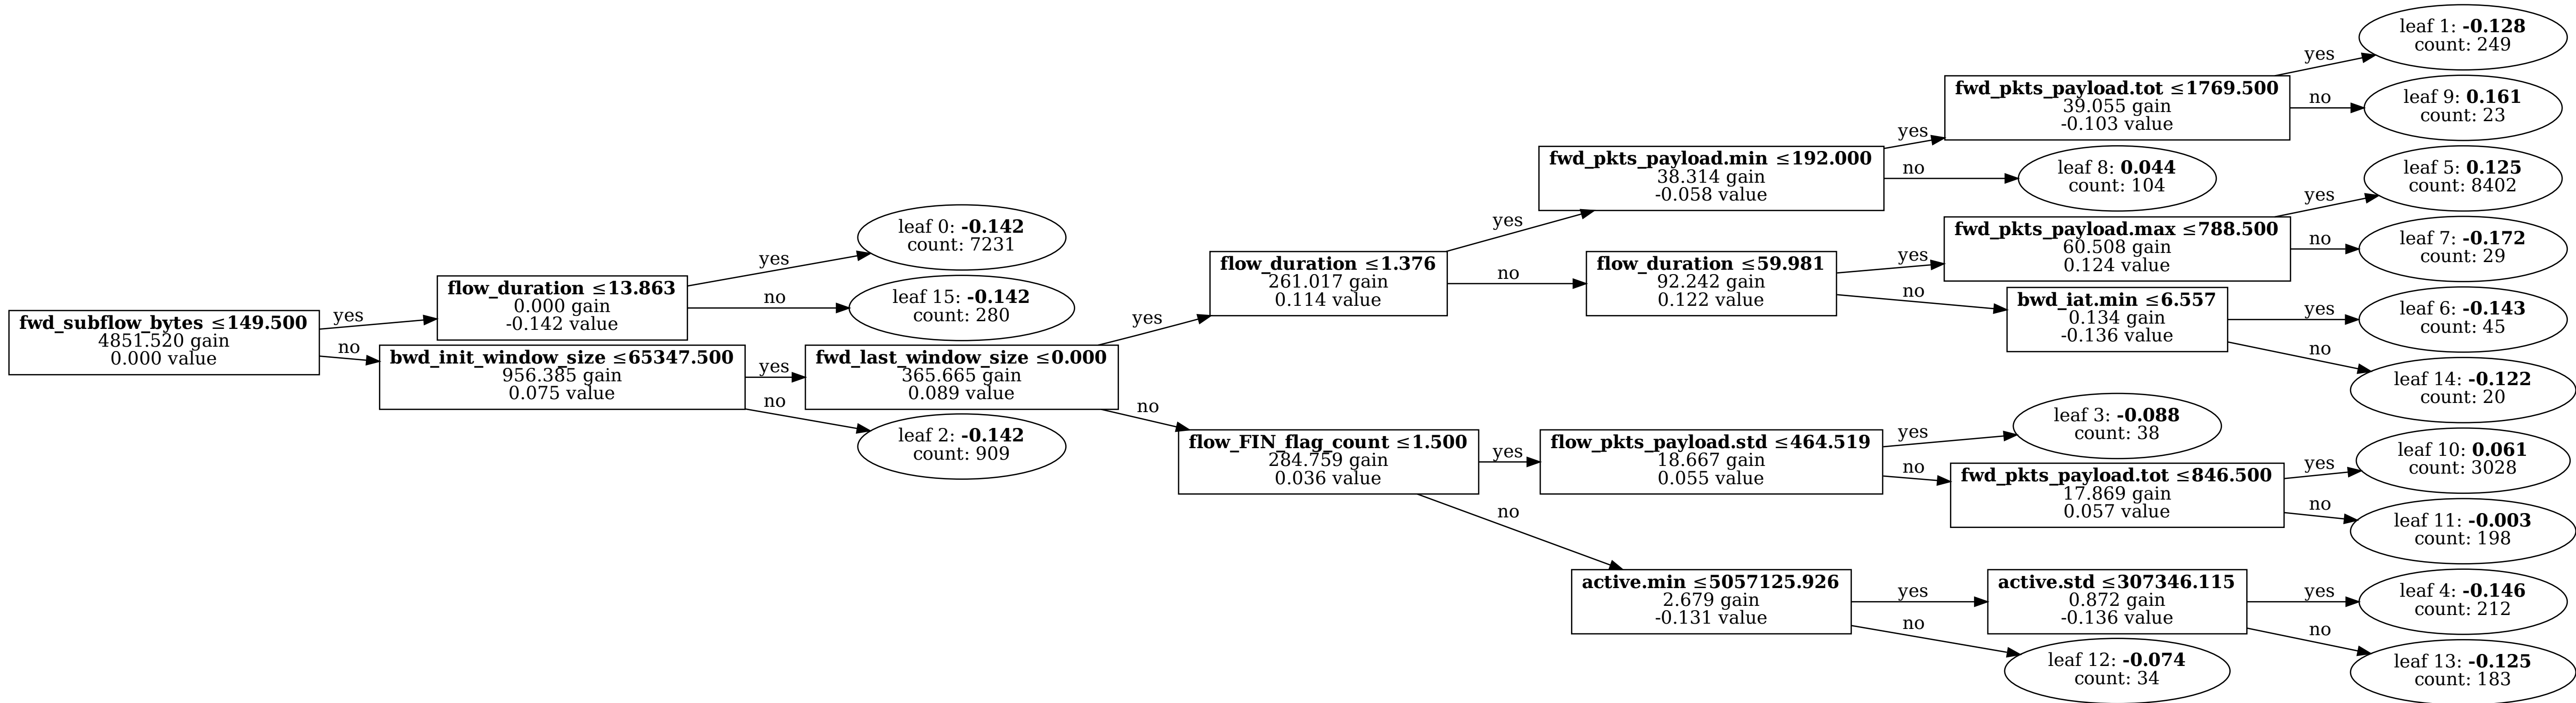 fwd_subflow_bytes ≤149.500
4851.520 gain
0.000 value
yes
no
flow_duration ≤13.863
0.000 gain
-0.142 value
bwd_init_window_size ≤65347.500
956.385 gain
0.075 value
yes
no
yes
no
leaf 0: -0.142
count: 7231
leaf 15: -0.142
count: 280
fwd_last_window_size ≤0.000
365.665 gain
0.089 value
leaf 2: -0.142
count: 909
yes
no
flow_duration ≤1.376
261.017 gain
0.114 value
flow_FIN_flag_count ≤1.500
284.759 gain
0.036 value
yes
no
yes
no
fwd_pkts_payload.min ≤192.000
38.314 gain
-0.058 value
flow_duration ≤59.981
92.242 gain
0.122 value
flow_pkts_payload.std ≤464.519
18.667 gain
0.055 value
active.min ≤5057125.926
2.679 gain
-0.131 value
yes
no
yes
no
yes
no
yes
no
fwd_pkts_payload.tot ≤1769.500
39.055 gain
-0.103 value
leaf 8: 0.044
count: 104
fwd_pkts_payload.max ≤788.500
60.508 gain
0.124 value
bwd_iat.min ≤6.557
0.134 gain
-0.136 value
leaf 3: -0.088
count: 38
fwd_pkts_payload.tot ≤846.500
17.869 gain
0.057 value
active.std ≤307346.115
0.872 gain
-0.136 value
leaf 12: -0.074
count: 34
yes
no
yes
no
yes
no
yes
no
yes
no
leaf 1: -0.128
count: 249
leaf 9: 0.161
count: 23
leaf 5: 0.125
count: 8402
leaf 7: -0.172
count: 29
leaf 6: -0.143
count: 45
leaf 14: -0.122
count: 20
leaf 10: 0.061
count: 3028
leaf 11: -0.003
count: 198
leaf 4: -0.146
count: 212
leaf 13: -0.125
count: 183